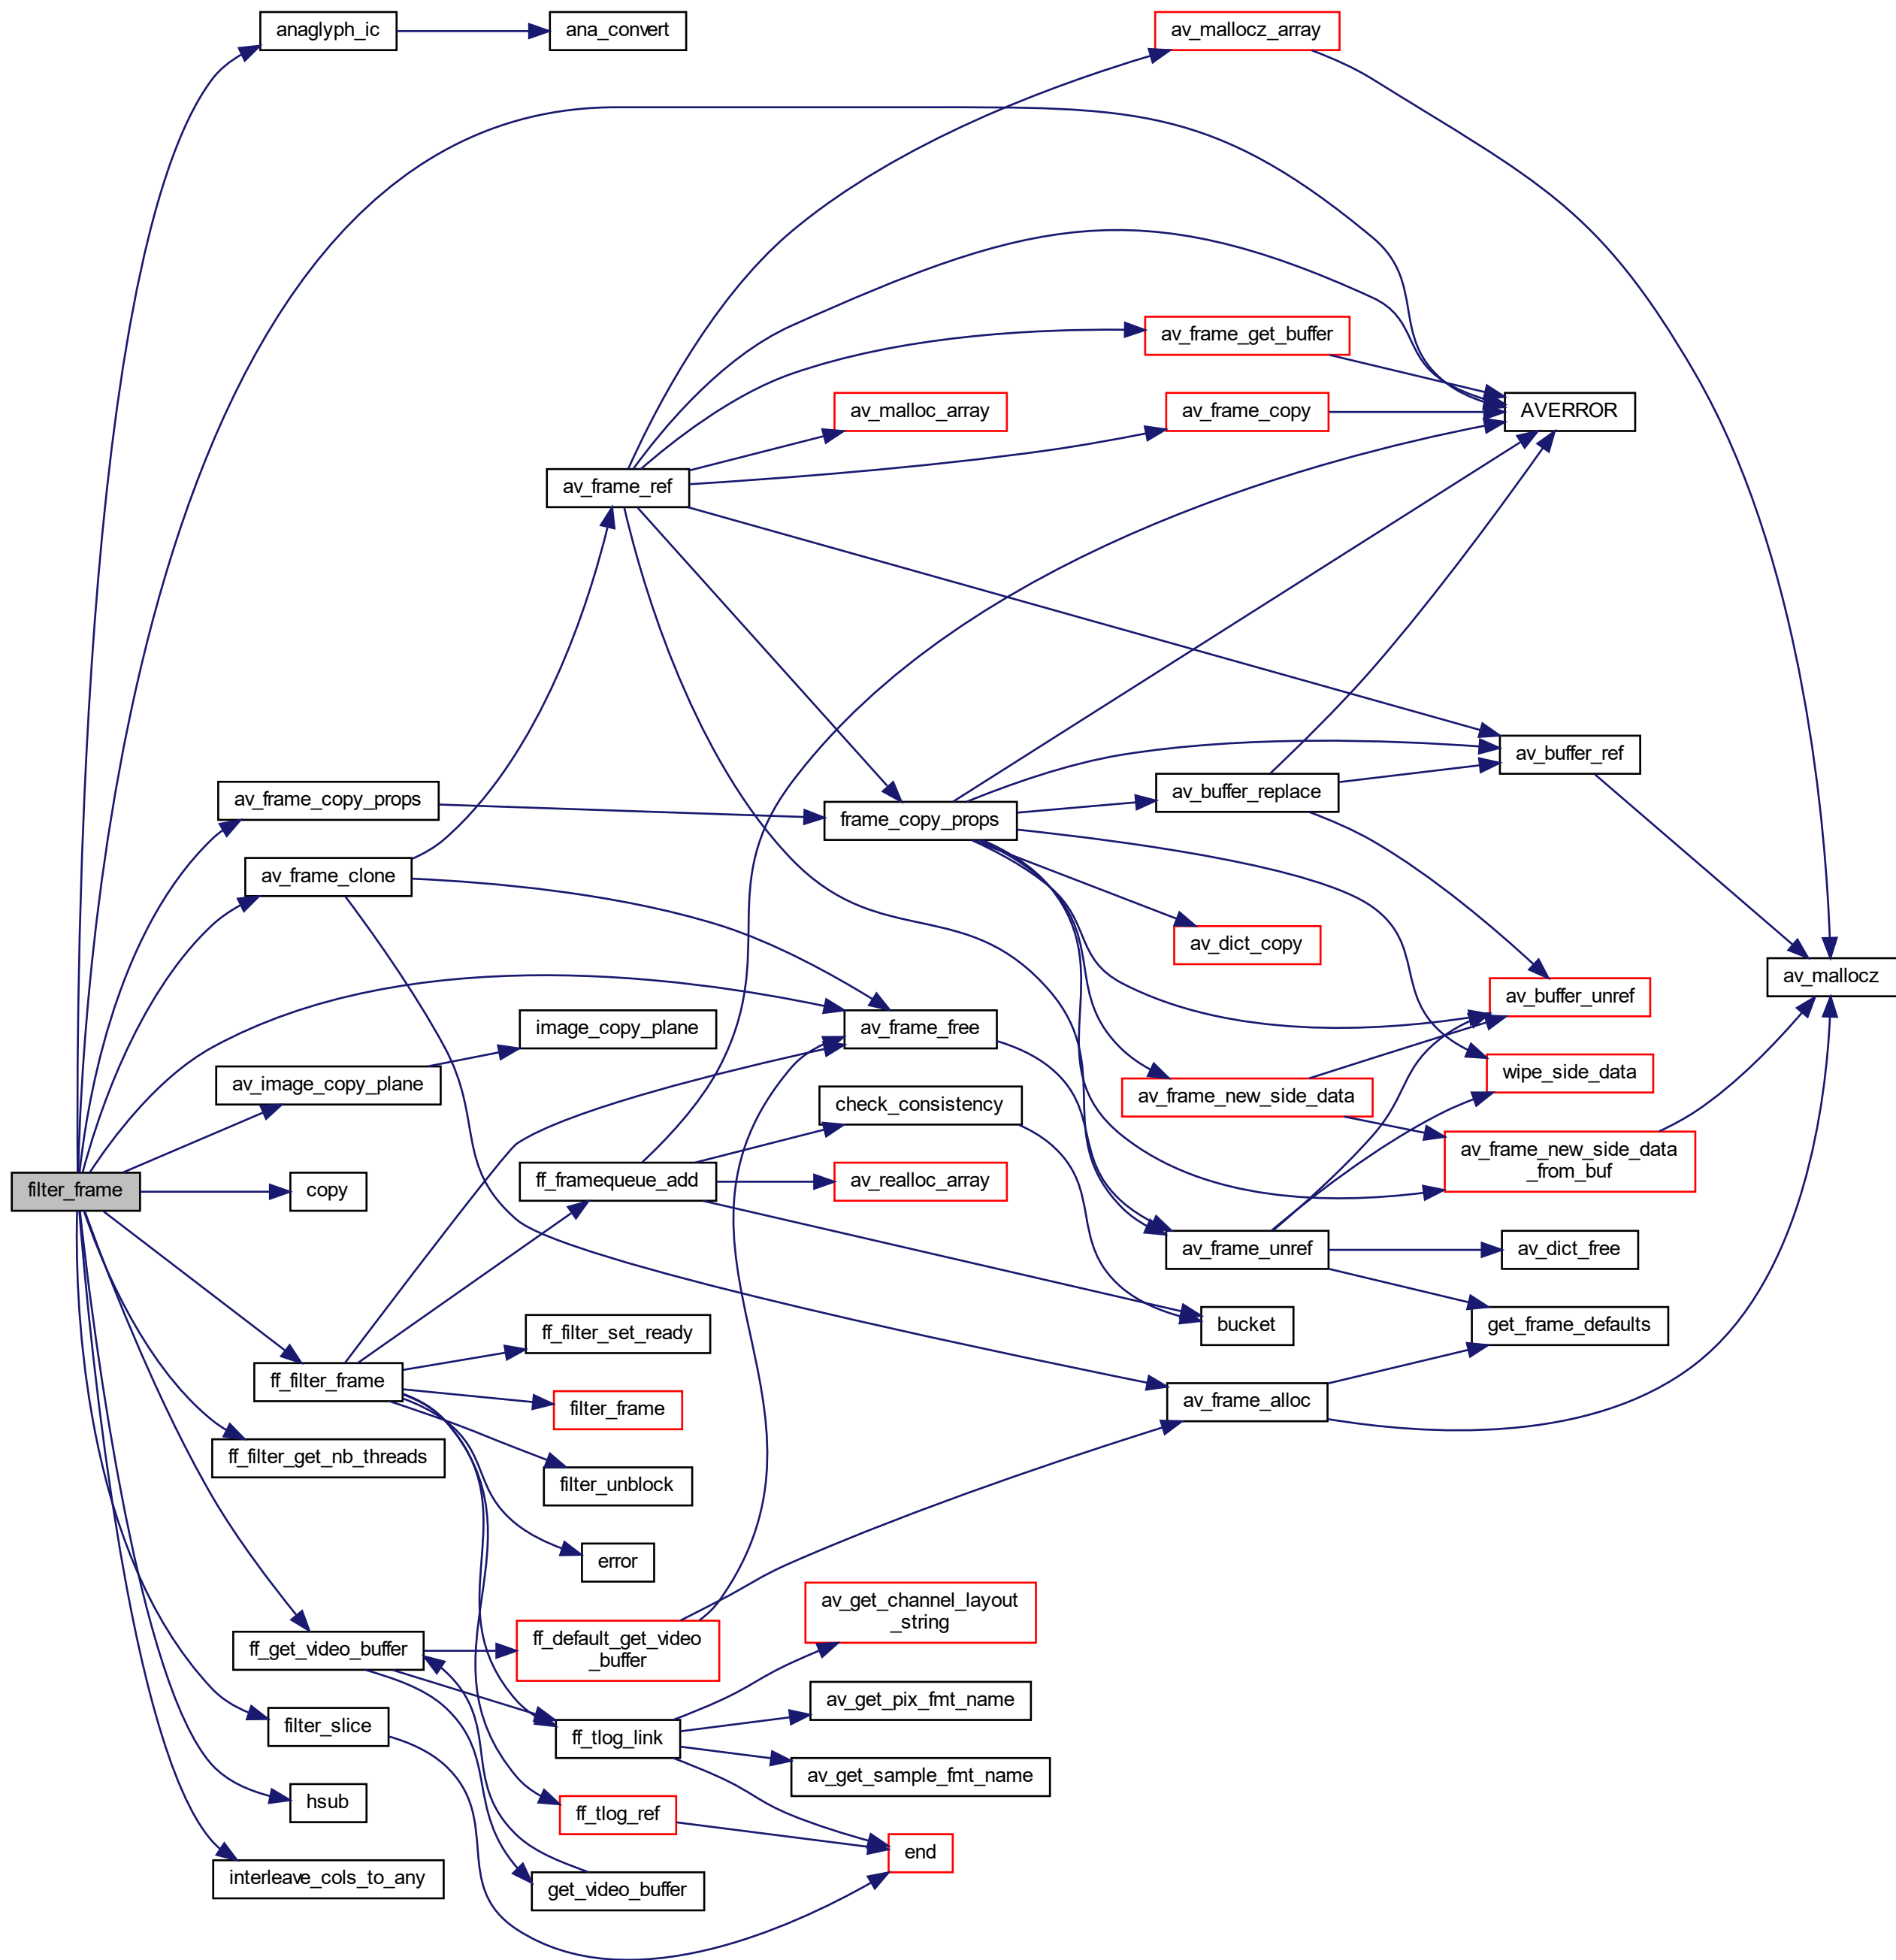 anaglyph_ic
ana_convert
av_mallocz_array
av_frame_get_buffer
av_malloc_array
av_frame_copy
AVERROR
av_frame_ref
av_buffer_ref
av_frame_copy_props
frame_copy_props
av_buffer_replace
av_frame_clone
av_dict_copy
av_mallocz
av_buffer_unref
image_copy_plane
av_frame_free
av_image_copy_plane
wipe_side_data
av_frame_new_side_data
check_consistency
av_frame_new_side_data
_from_buf
filter_frame
copy
ff_framequeue_add
av_realloc_array
av_frame_unref
av_dict_free
ff_filter_set_ready
bucket
get_frame_defaults
ff_filter_frame
filter_frame
av_frame_alloc
ff_filter_get_nb_threads
filter_unblock
error
av_get_channel_layout
_string
ff_get_video_buffer
ff_default_get_video
_buffer
av_get_pix_fmt_name
filter_slice
ff_tlog_link
av_get_sample_fmt_name
hsub
ff_tlog_ref
end
interleave_cols_to_any
get_video_buffer